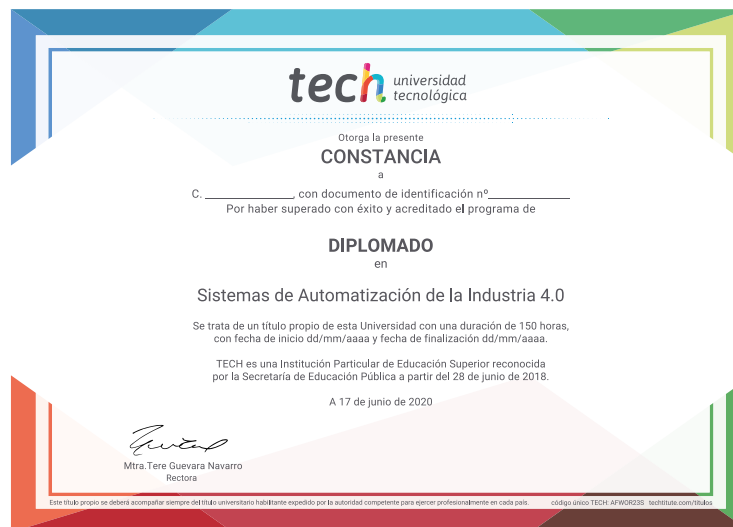 tech universidad
tecnológica
Otorga la presente
CONSTANCIA
a
C. ______________, con documento de identificación nº_____________
Por haber superado con éxito y acreditado el programa de
DIPLOMADO
en
Sistemas de Automatización de la Industria 4.0
Se trata de un título propio de esta Universidad con una duración de 150 horas,
con fecha de inicio dd/mm/aaaa y fecha de finalización dd/mm/aaaa.
TECH es una Institución Particular de Educación Superior reconocida
por la Secretaría de Educación Pública a partir del 28 de junio de 2018.
A 17 de junio de 2020
Mtra.Tere Guevara Navarro
Rectora
Este título propio se deberá acompañar siempre del título universitario habilitante expedido por la autoridad competente para ejercer profesionalmente en cada país. código único TECH: AFWOR23S techtitute.com/títulos